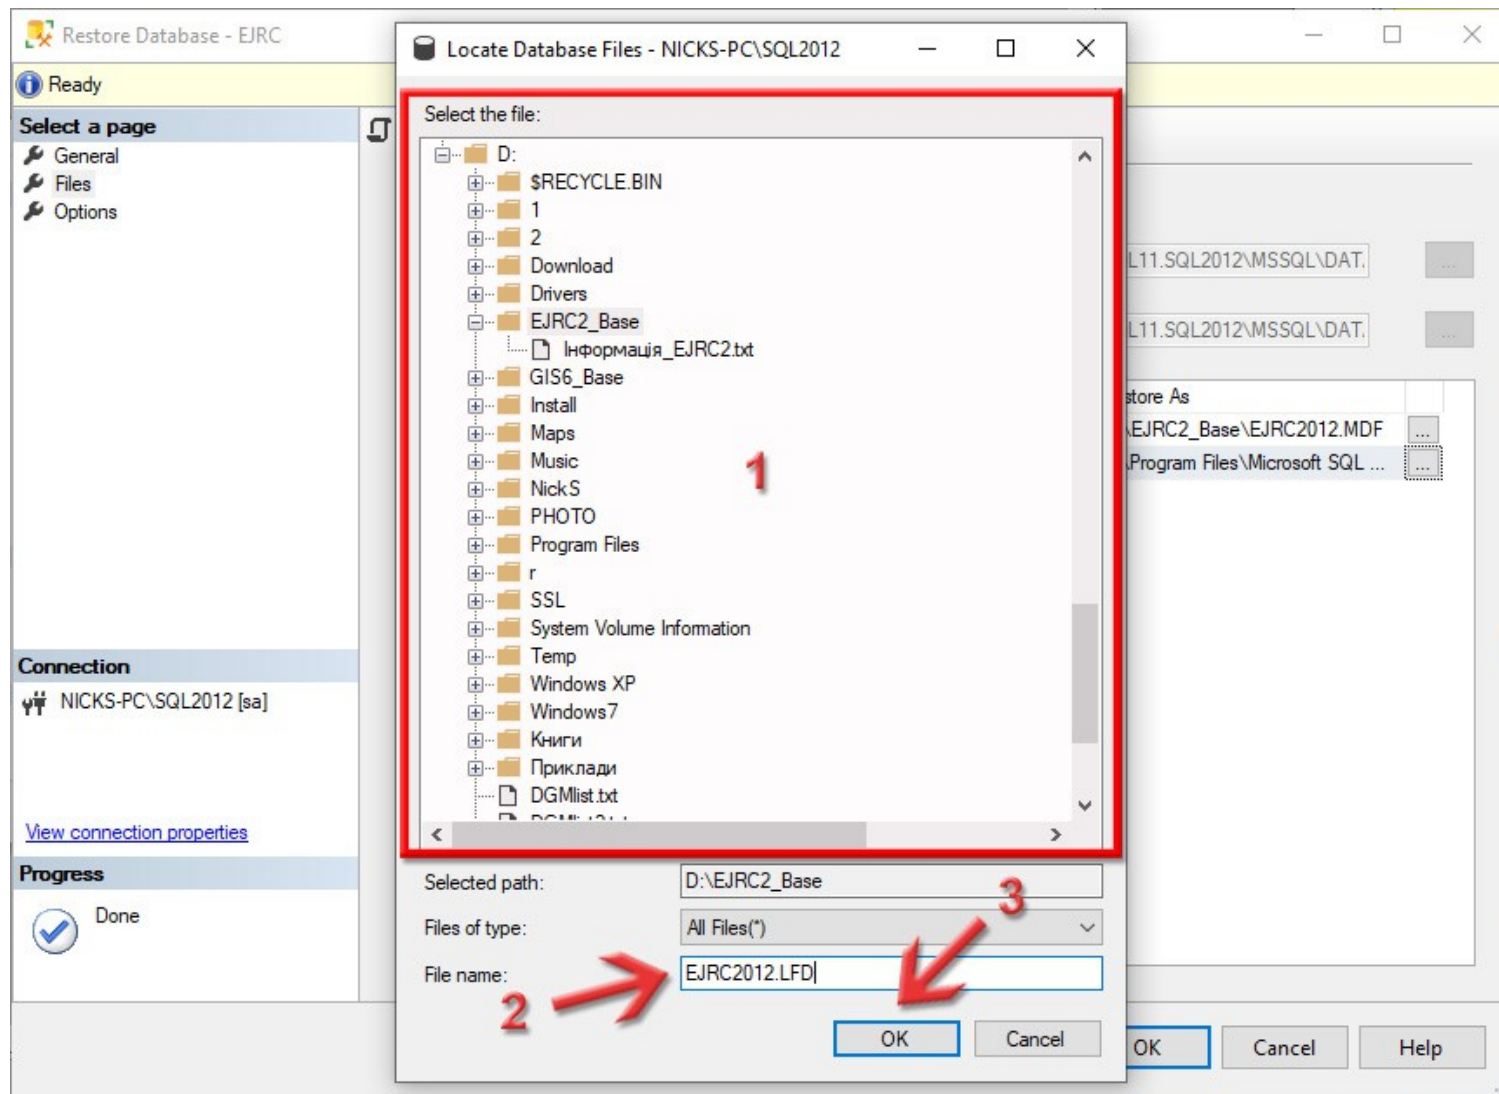 Restore Database - EJRC
Ready
Select a page
General
Files
Options
Connection
NICKS-PC\SQL2012 [sa]
View connection properties
Progress
Done
Locate Database Files - NICKS-PC\SQL2012
Select the file:
D:
$RECYCLE.BIN
1
2
Download
Drivers
EJRC2_Base
Інформація_EJRC2.txt
GIS6_Base
Install
Maps
Music
NickS
PHOTO
Program Files
r
SSL
System Volume Information
Temp
Windows XP
Windows7
Книги
Приклади
DGMlist.txt
1
Selected path: D:\EJRC2_Base
3
Files of type: All Files(*)
File name: EJRC2012.LFD
2
OK Cancel
L11.SQL2012\MSSQL\DAT. ...
L11.SQL2012\MSSQL\DAT. ...
store As
\EJRC2_Base\EJRC2012.MDF ...
\Program Files\Microsoft SQL ... ...
OK Cancel Help